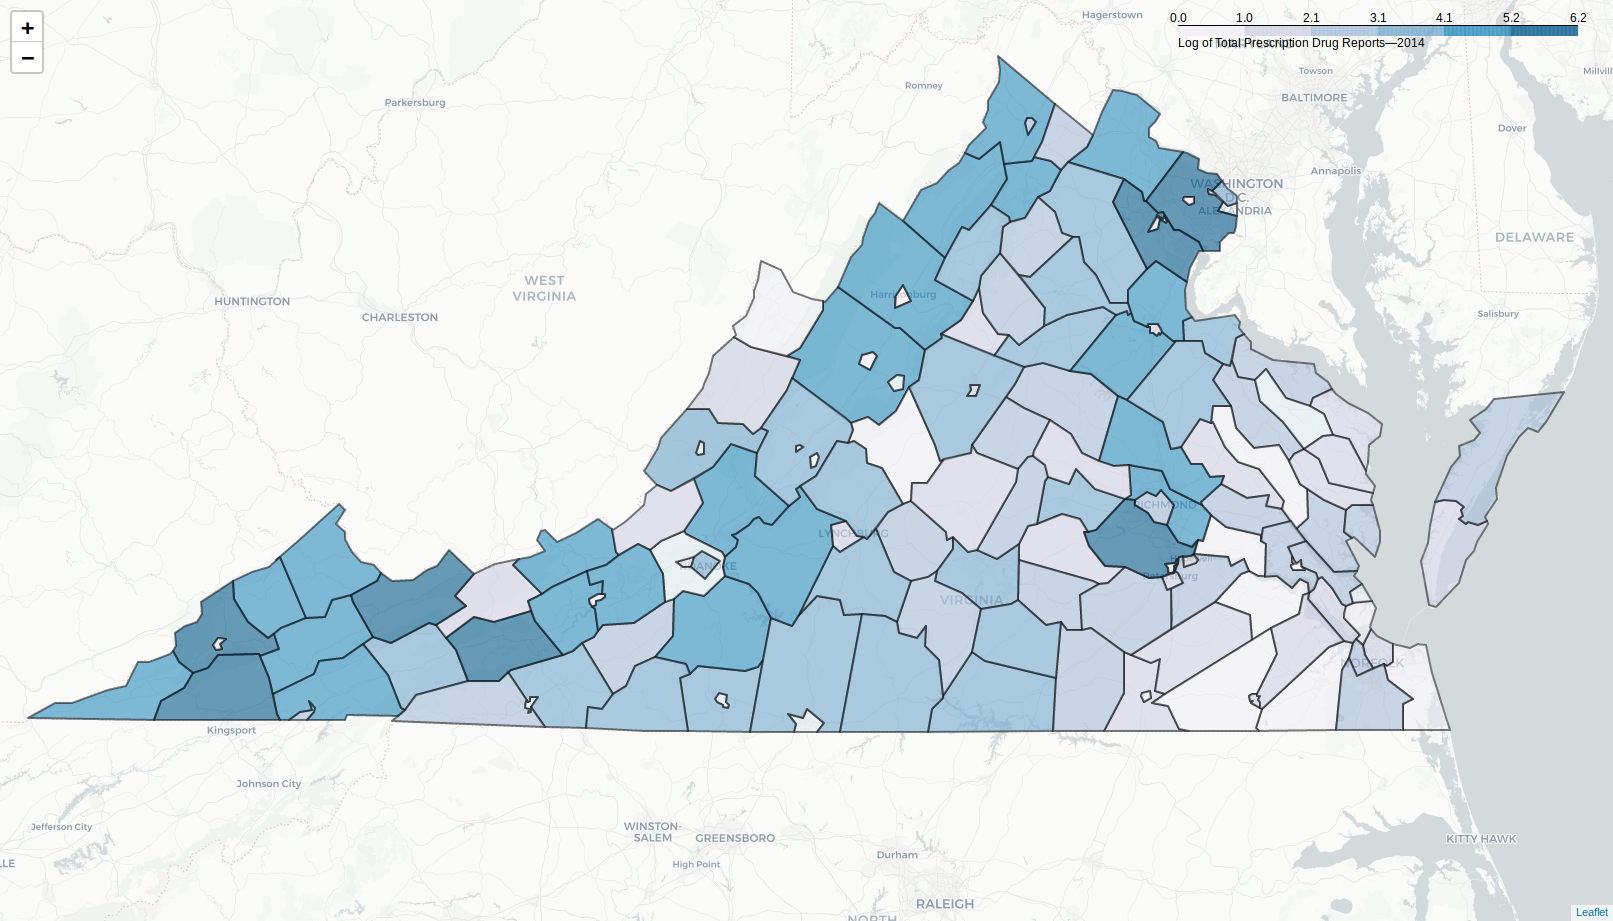 +
−
Hagerstown
0.0 1.0 2.1 3.1 4.1 5.2 6.2
Log of Total Prescription Drug Reports—2014
Towson
Millvill
Romney
Parkersburg
BALTIMORE
Dover
Annapolis
WASHINGTON
D.C.
ALEXANDRIA
DELAWARE
WEST
VIRGINIA
HUNTINGTON
Harrisonburg
CHARLESTON
Salisbury
RICHMOND
LYNCHBURG
ROANOKE
Hopewell
Petersburg
VIRGINIA
NORFOLK
Kingsport
Johnson City
Jefferson City
WINSTON-
SALEM
GREENSBORO
KITTY HAWK
LLE
High Point
Durham
RALEIGH
NORTH
Leaflet